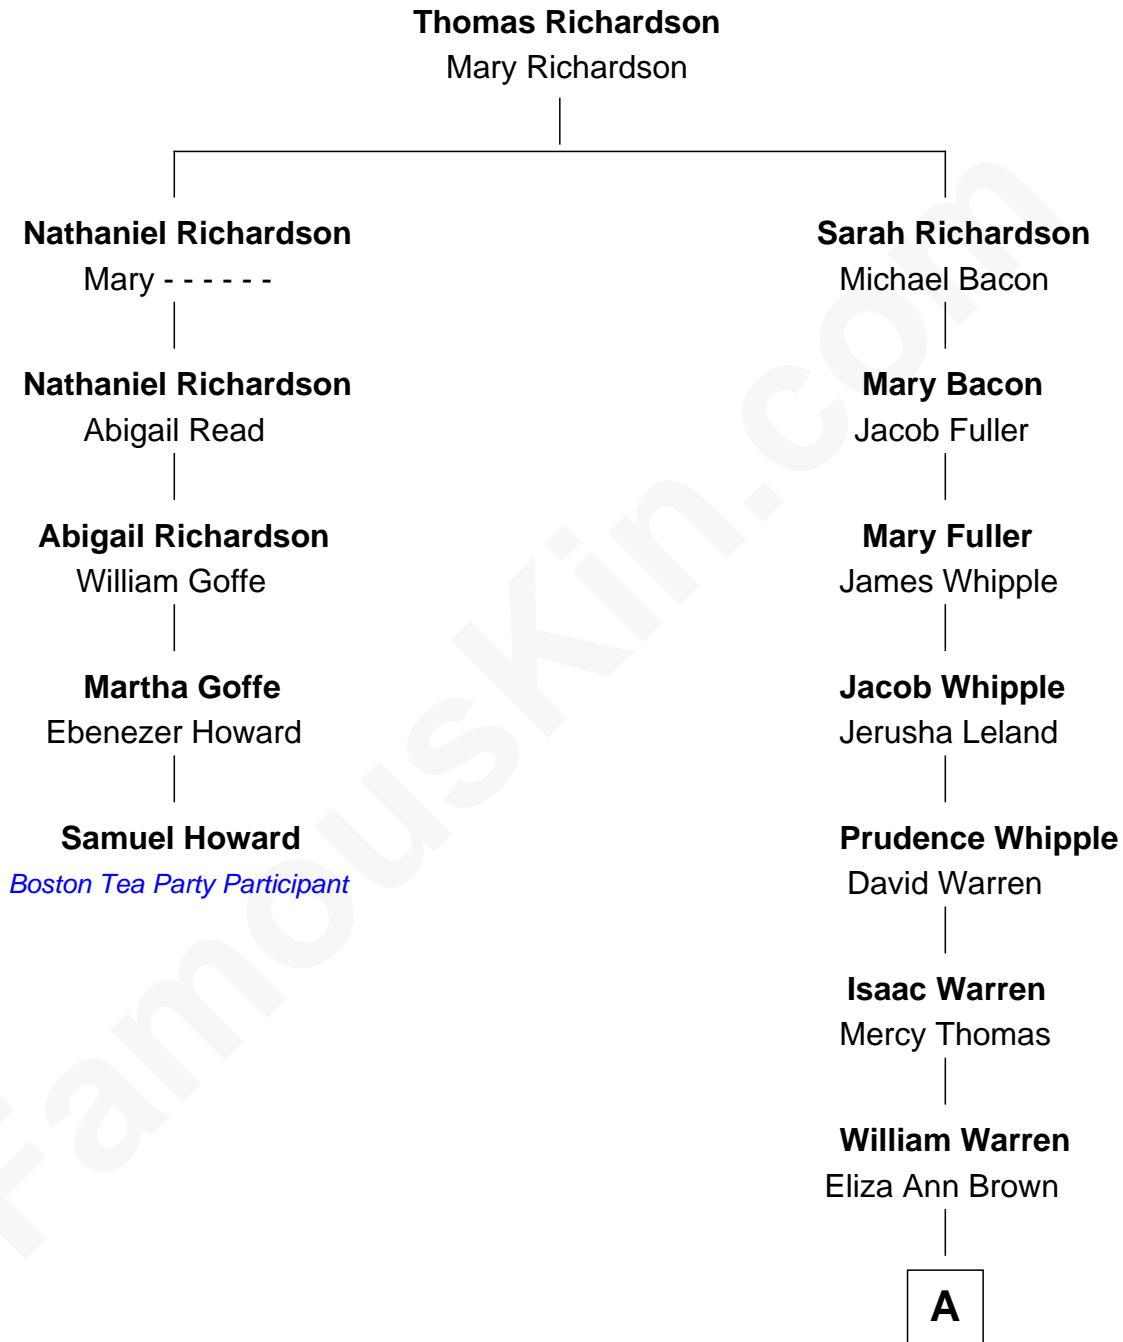 Thomas Richardson
Mary Richardson
Nathaniel Richardson
Mary - - - - - -
Sarah Richardson
Michael Bacon
Nathaniel Richardson
Abigail Read
Mary Bacon
Jacob Fuller
Abigail Richardson
William Goffe
Mary Fuller
James Whipple
Martha Goffe
Ebenezer Howard
Jacob Whipple
Jerusha Leland
Samuel Howard
Boston Tea Party Participant
Prudence Whipple
David Warren
Isaac Warren
Mercy Thomas
William Warren
Eliza Ann Brown
A
FamousKin.com